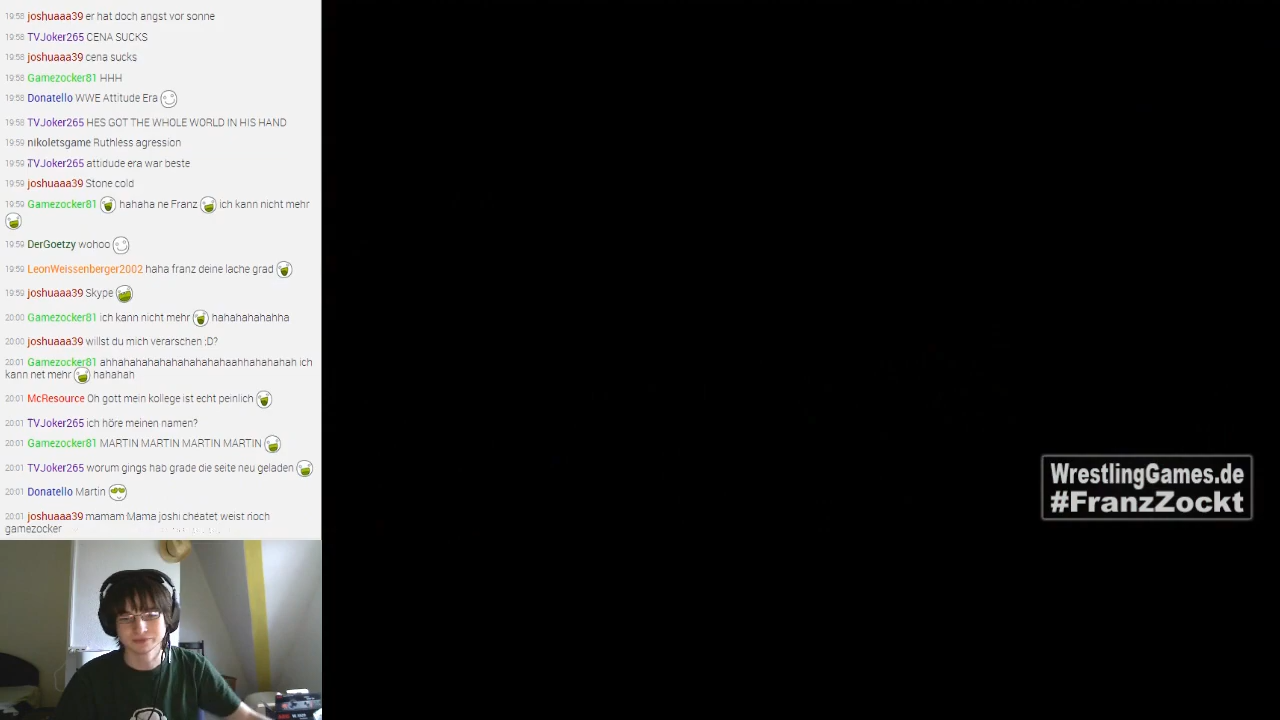 19:58 joshuaaa39 er hat doch angst vor sonne
19:58 TVJoker265 CENA SUCKS
19:58 joshuaaa39 cena sucks
19:58 Gamezocker81 HHH
19:58 Donatello WWE Attitude Era
19:58 TVJoker265 HES GOT THE WHOLE WORLD IN HIS HAND
19:59 nikoletsgame Ruthless agression
19:59 TVJoker265 attidude era war beste
19:59 joshuaaa39 Stone cold
19:59 Gamezocker81 hahaha ne Franz ich kann nicht mehr
19:59 DerGoetzy wohoo
19:59 LeonWeissenberger2002 haha franz deine lache grad
19:59 joshuaaa39 Skype
20:00 Gamezocker81 ich kann nicht mehr hahahahahahha
20:00 joshuaaa39 willst du mich verarschen ;D?
20:01 Gamezocker81 ahhahahahahahahahahahaahhahahahah ich
kann net mehr hahahah
20:01 McResource Oh gott mein kollege ist echt peinlich
20:01 TVJoker265 ich höre meinen namen?
20:01 Gamezocker81 MARTIN MARTIN MARTIN MARTIN
20:01 TVJoker265 worum gings hab grade die seite neu geladen
20:01 Donatello Martin
20:01 joshuaaa39 mamam Mama joshi cheatet weist noch
gamezocker
WrestlingGames.de
#FranzZockt